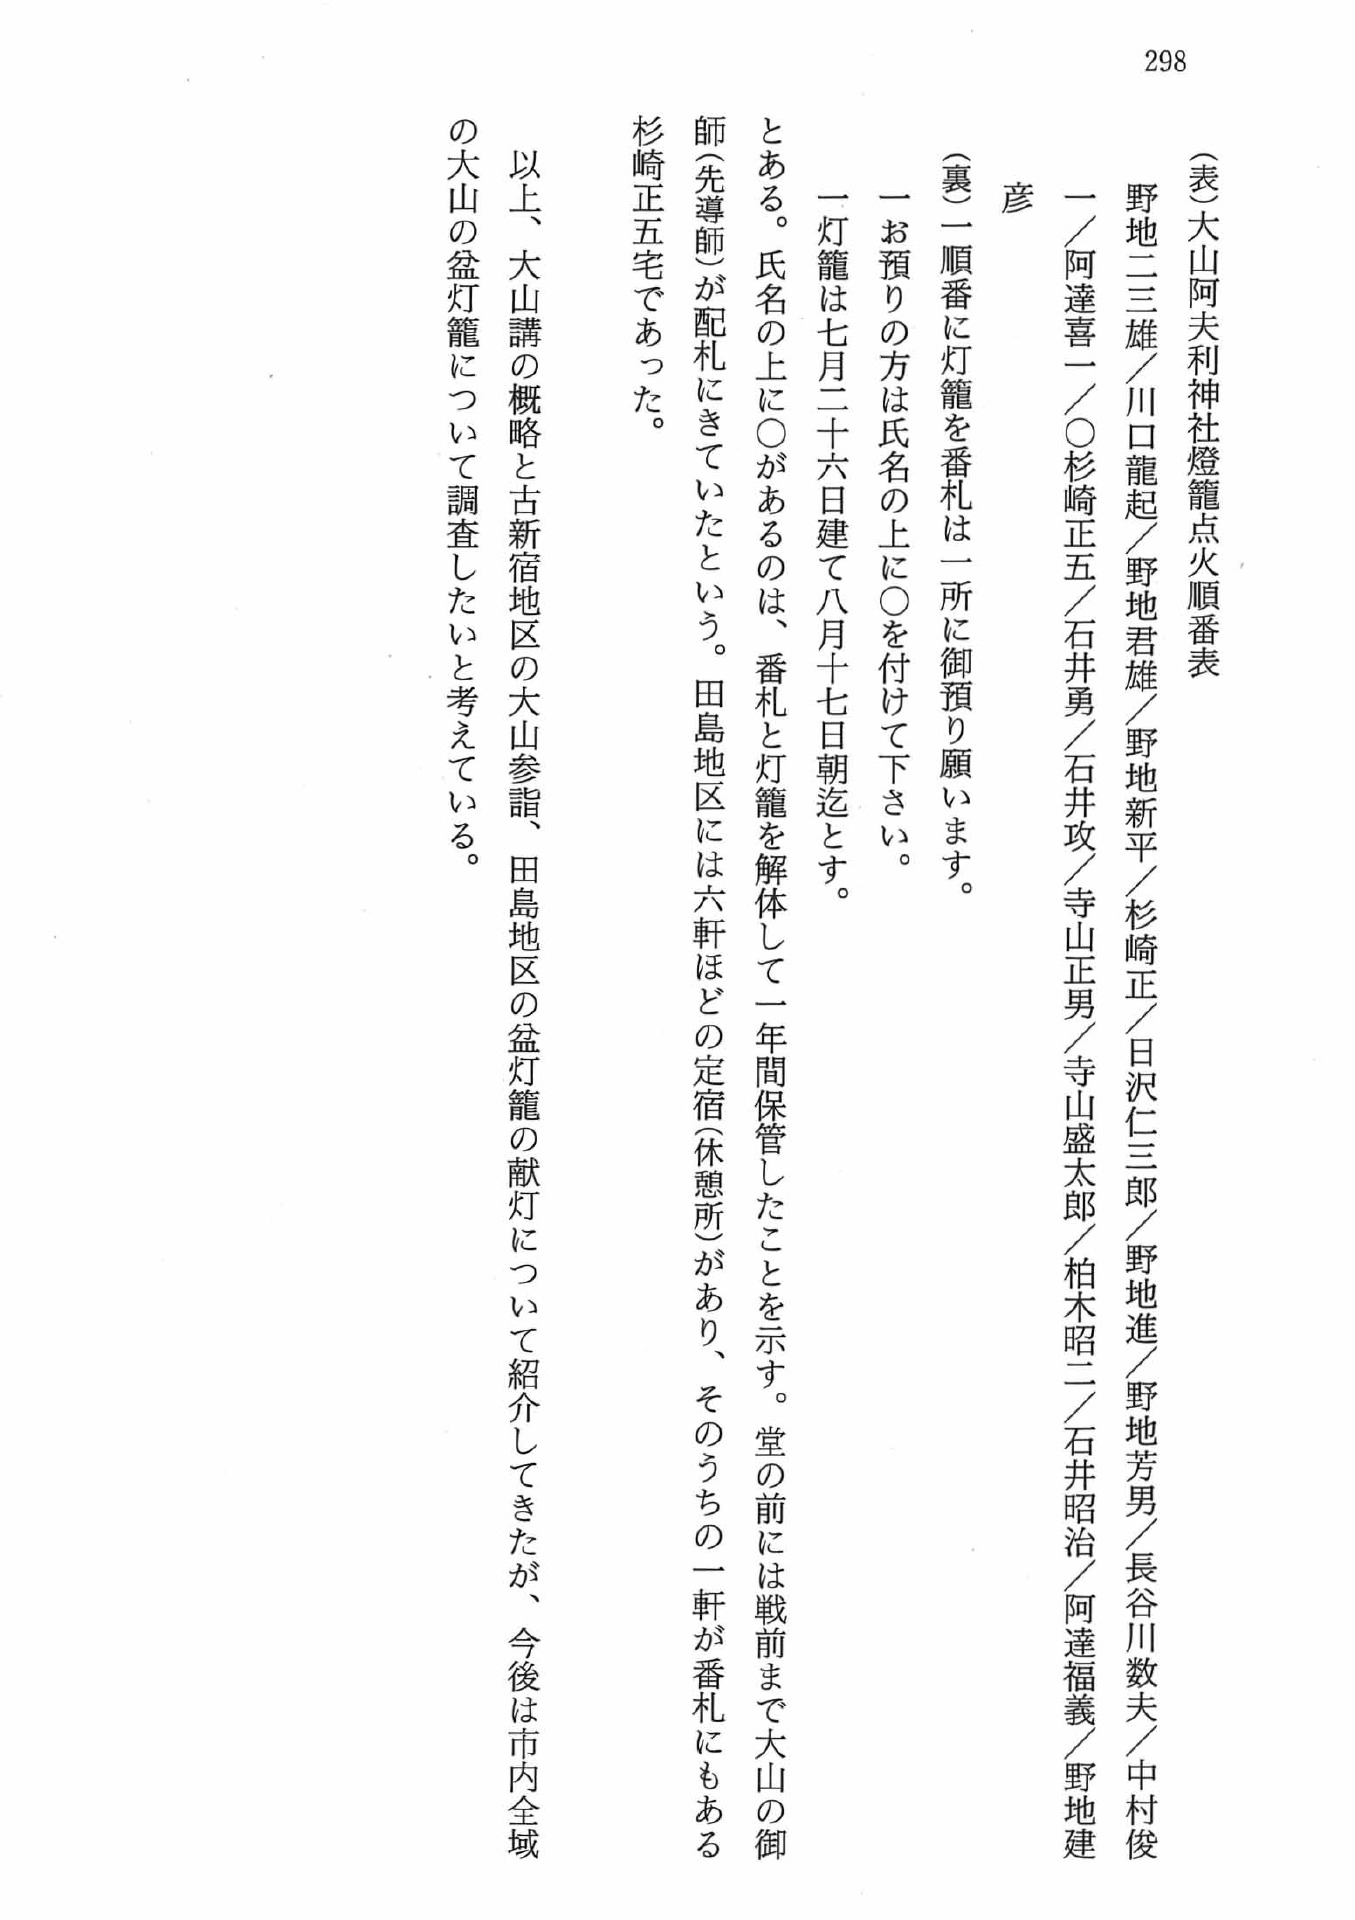 298
（表）大山阿夫利神社燈籠点火順番表
野地二三雄／川口龍起／野地君雄／野地新平／杉崎正／日沢仁三郎／野地進／野地芳男／長谷川数夫／中村俊
一／阿達喜一／〇杉崎正五／石井勇／石井攻／寺山正男／寺山盛太郎／柏木昭二／石井昭治／阿達福義／野地建
彦
（裏）一順番に灯籠を番札は一所に御預り願います。
一お預りの方は氏名の上に〇を付けて下さい。
一灯籠は七月二十六日建て八月十七日朝迄とす。
とある。氏名の上に〇があるのは、番札と灯籠を解体して一年間保管したことを示す。堂の前には戦前まで大山の御
師（先導師）が配札にきていたという。田島地区には六軒ほどの定宿（休憩所）があり、そのうちの一軒が番札にもある
杉崎正五宅であった。
以上、大山講の概略と古新宿地区の大山参詣、田島地区の盆灯籠の献灯について紹介してきたが、今後は市内全域
の大山の盆灯籠について調査したいと考えている。